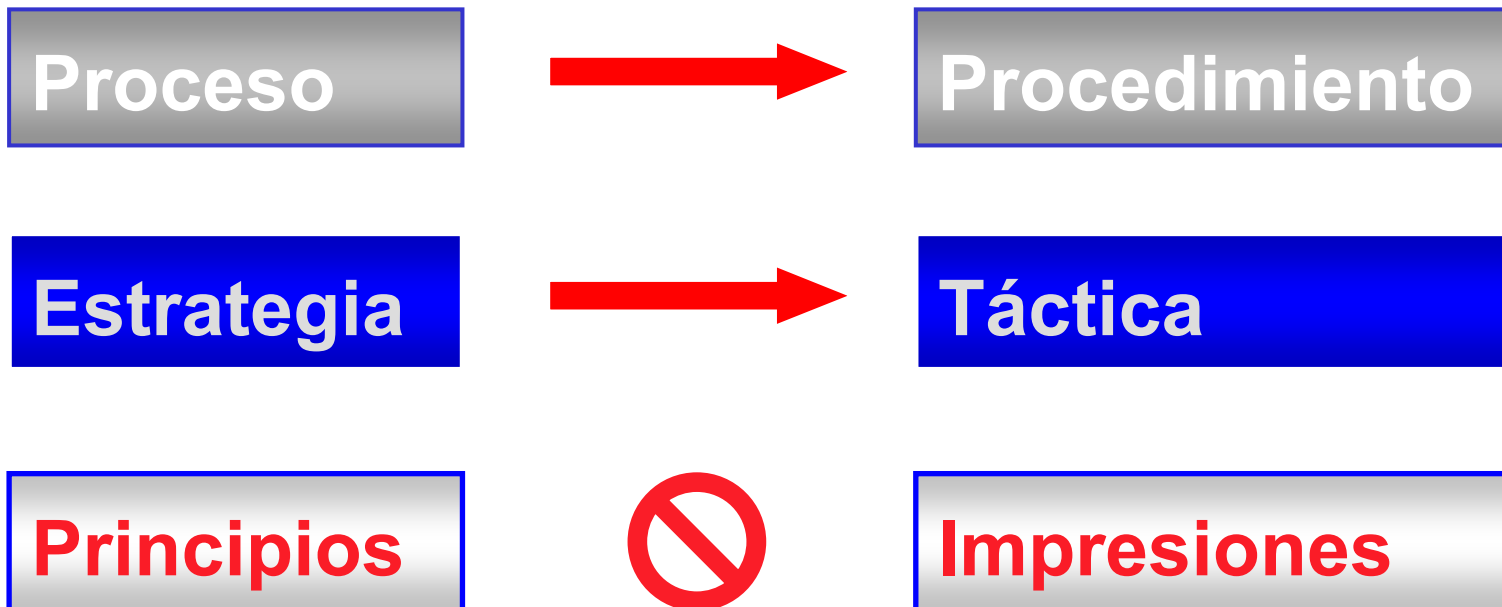 Proceso Procedimiento
Estrategia Táctica
Principios Impresiones